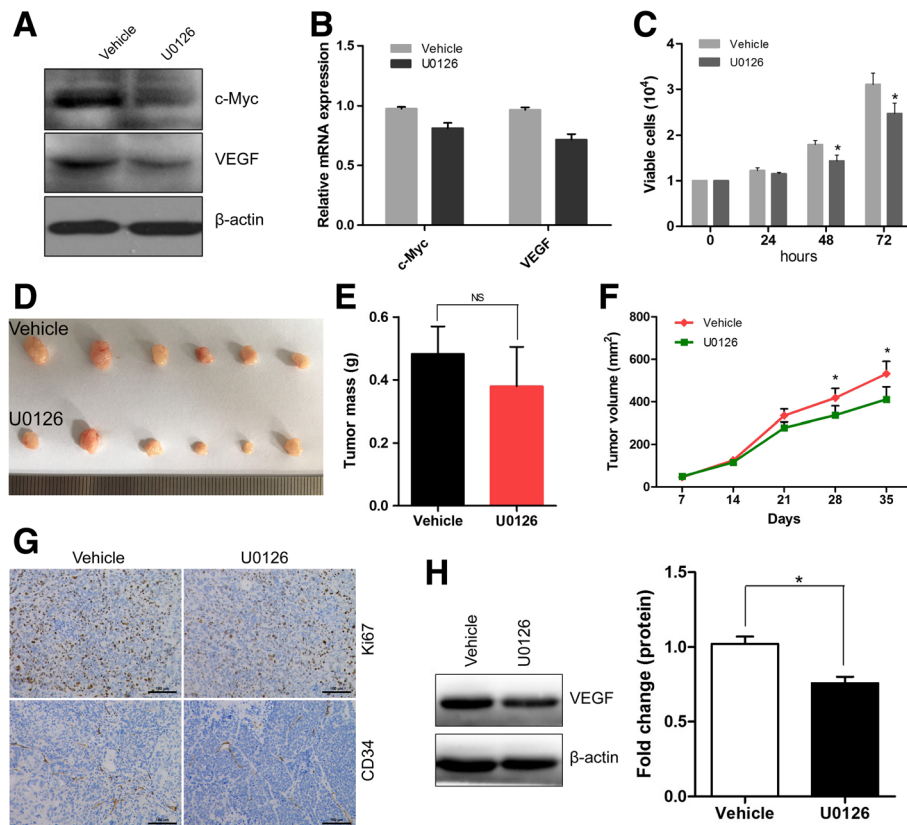 A
Vehicle
U0126
c-Myc
VEGF
β-actin
B
Vehicle
U0126
Relative mRNA expression
1.5
1.0
0.5
0.0
c-Myc
VEGF
C
Vehicle
U0126
Viable cells (10⁴)
4
3
2
1
0
24
48
72
*
*
hours
D
Vehicle
U0126
E
NS
Tumor mass (g)
0.6
0.4
0.2
0.0
Vehicle
U0126
F
Vehicle
U0126
Tumor volume (mm²)
800
600
400
200
0
*
*
7
14
21
28
35
Days
G
Vehicle
U0126
Ki67
CD34
H
Vehicle
U0126
VEGF
β-actin
Fold change (protein)
1.5
1.0
0.5
0.0
*
Vehicle
U0126